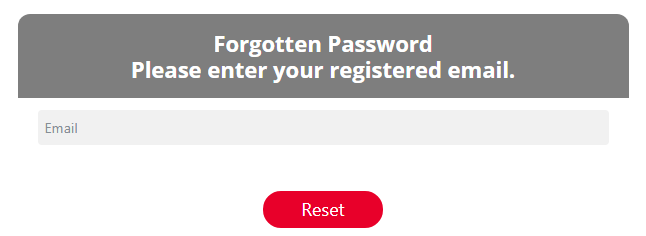 Forgotten Password
Please enter your registered email.
Email
Reset